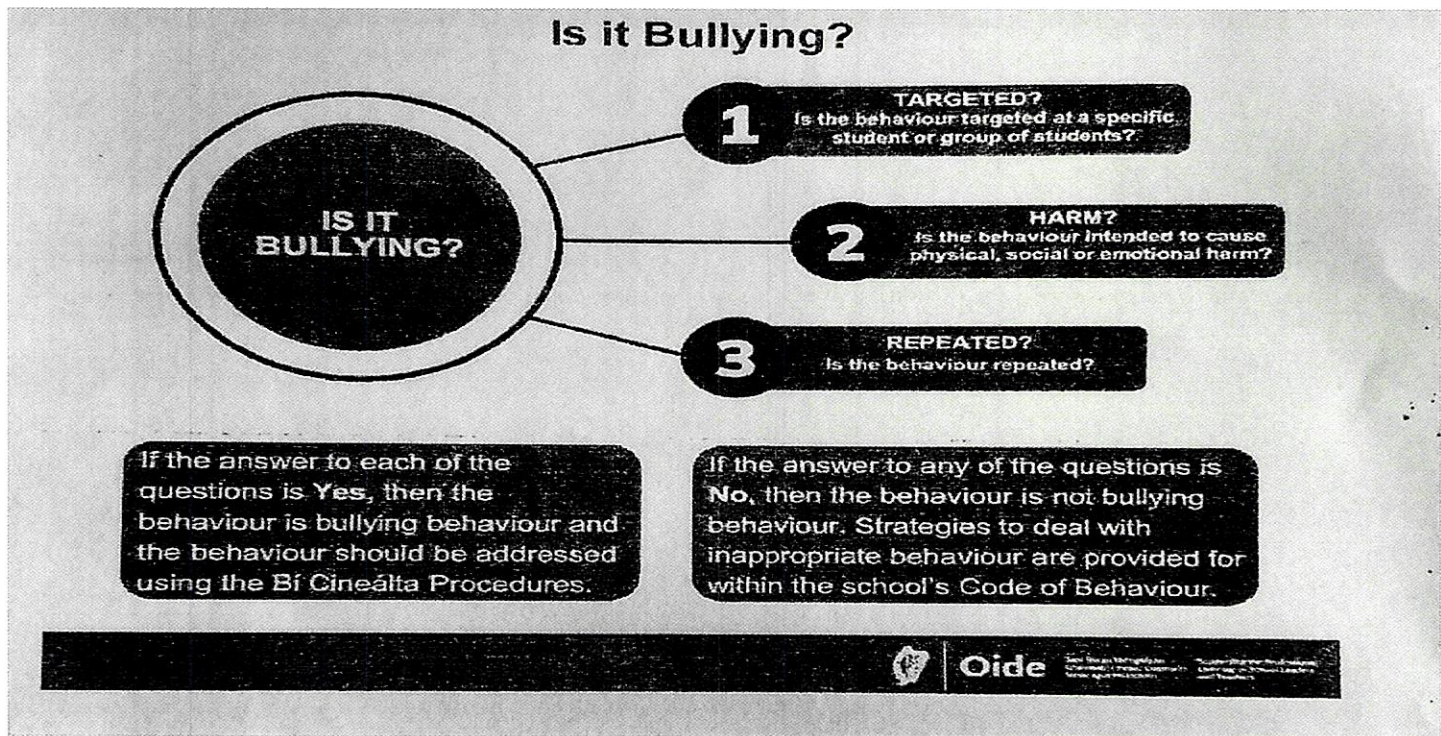 Is it Bullying?
IS IT
BULLYING?
1
TARGETED?
Is the behaviour targeted at a specific
student or group of students?
2
HARM?
Is the behaviour intended to cause
physical, social or emotional harm?
3
REPEATED?
Is the behaviour repeated?
If the answer to each of the
questions is Yes, then the
behaviour is bullying behaviour and
the behaviour should be addressed
using the Bí Cineálta Procedures.
If the answer to any of the questions is
No, then the behaviour is not bullying
behaviour. Strategies to deal with
inappropriate behaviour are provided for
within the school's Code of Behaviour.
Oide